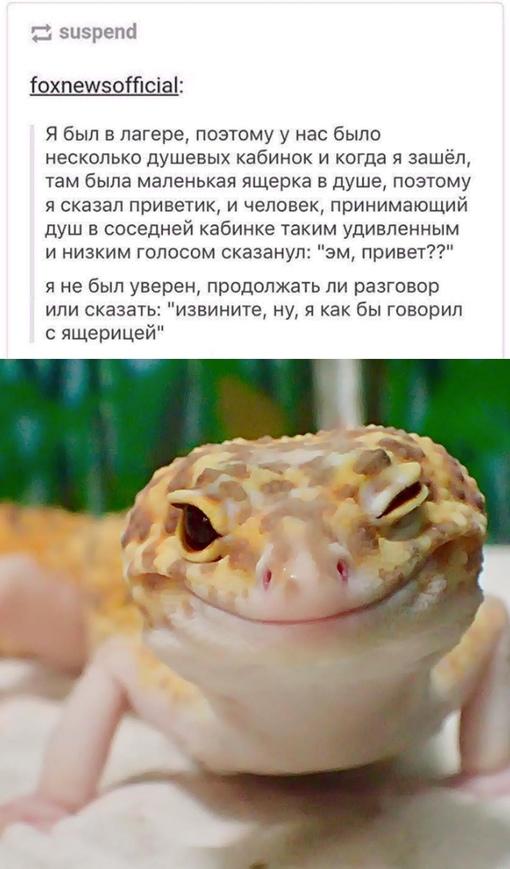 suspend
foxnewsofficial:
Я был в лагере, поэтому у нас было
несколько душевых кабинок и когда я зашёл,
там была маленькая ящерка в душе, поэтому
я сказал приветик, и человек, принимающий
душ в соседней кабинке таким удивленным
и низким голосом сказанул: "эм, привет??"
я не был уверен, продолжать ли разговор
или сказать: "извините, ну, я как бы говорил
с ящерицей"